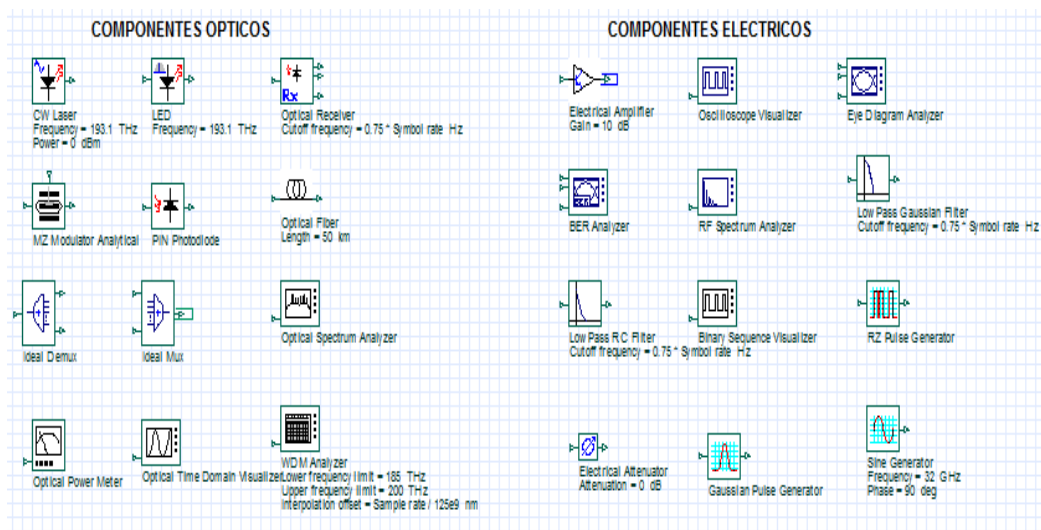 COMPONENTES OPTICOS
CW Laser
Frequency = 193.1 THz
Power = 0 dBm
LED
Frequency = 193.1 THz
Rx
Optical Receiver
Cutoff frequency = 0.75 * Symbol rate Hz
MZ Modulator Analytical
PIN Photodiode
Optical Fiber
Length = 50 km
Ideal Demux
Ideal Mux
Optical Spectrum Analyzer
Optical Power Meter
Optical Time Domain Visualizer
WDM Analyzer
Lower frequency limit = 185 THz
Upper frequency limit = 200 THz
Interpolation offset = Sample rate / 125e9 nm
COMPONENTES ELECTRICOS
Electrical Amplifier
Gain = 10 dB
Oscilloscope Visualizer
Eye Diagram Analyzer
BER
BER Analyzer
RF Spectrum Analyzer
Low Pass Gaussian Filter
Cutoff frequency = 0.75 * Symbol rate Hz
Low Pass RC Filter
Cutoff frequency = 0.75 * Symbol rate Hz
Binary Sequence Visualizer
RZ Pulse Generator
Electrical Attenuator
Attenuation = 0 dB
Gaussian Pulse Generator
Sine Generator
Frequency = 32 GHz
Phase = 90 deg